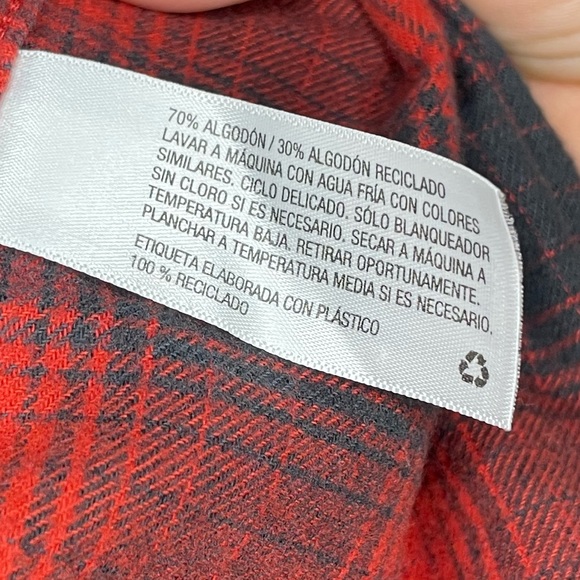 70% ALGODÓN / 30% ALGODÓN RECICLADO
LAVAR A MÁQUINA CON AGUA FRÍA CON COLORES
SIMILARES. CICLO DELICADO. SÓLO BLANQUEADOR
SIN CLORO SI ES NECESARIO. SECAR A MÁQUINA A
TEMPERATURA BAJA. RETIRAR OPORTUNAMENTE.
PLANCHAR A TEMPERATURA MEDIA SI ES NECESARIO.
ETIQUETA ELABORADA CON PLÁSTICO
100 % RECICLADO